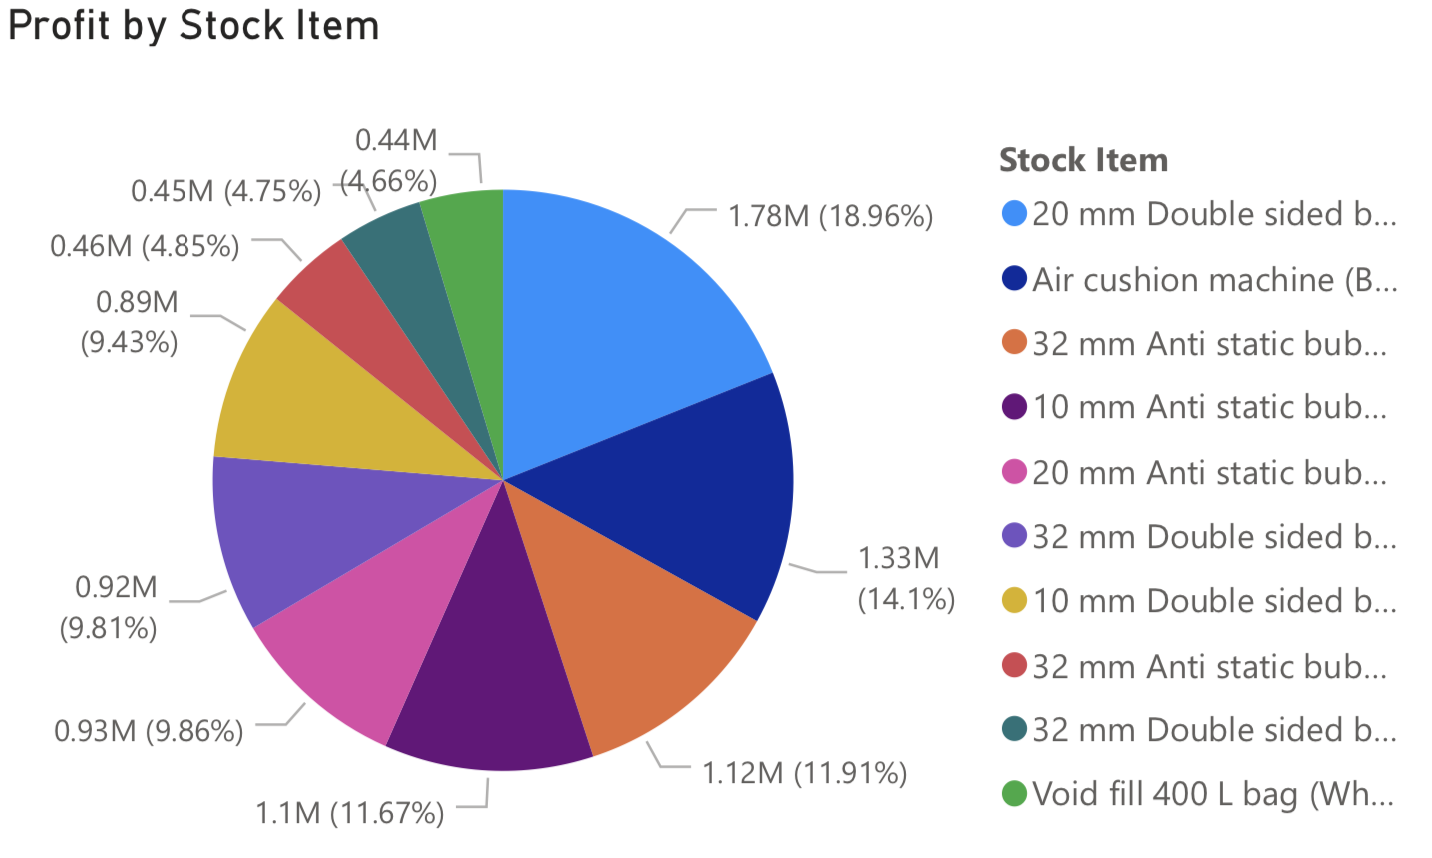 Profit by Stock Item
0.44M
(4.66%)
0.45M (4.75%)
0.46M (4.85%)
0.89M
(9.43%)
0.92M
(9.81%)
0.93M (9.86%)
1.1M (11.67%)
1.12M (11.91%)
1.33M
(14.1%)
1.78M (18.96%)
Stock Item
20 mm Double sided b...
Air cushion machine (B...
32 mm Anti static bub...
10 mm Anti static bub...
20 mm Anti static bub...
32 mm Double sided b...
10 mm Double sided b...
32 mm Anti static bub...
32 mm Double sided b...
Void fill 400 L bag (Wh...